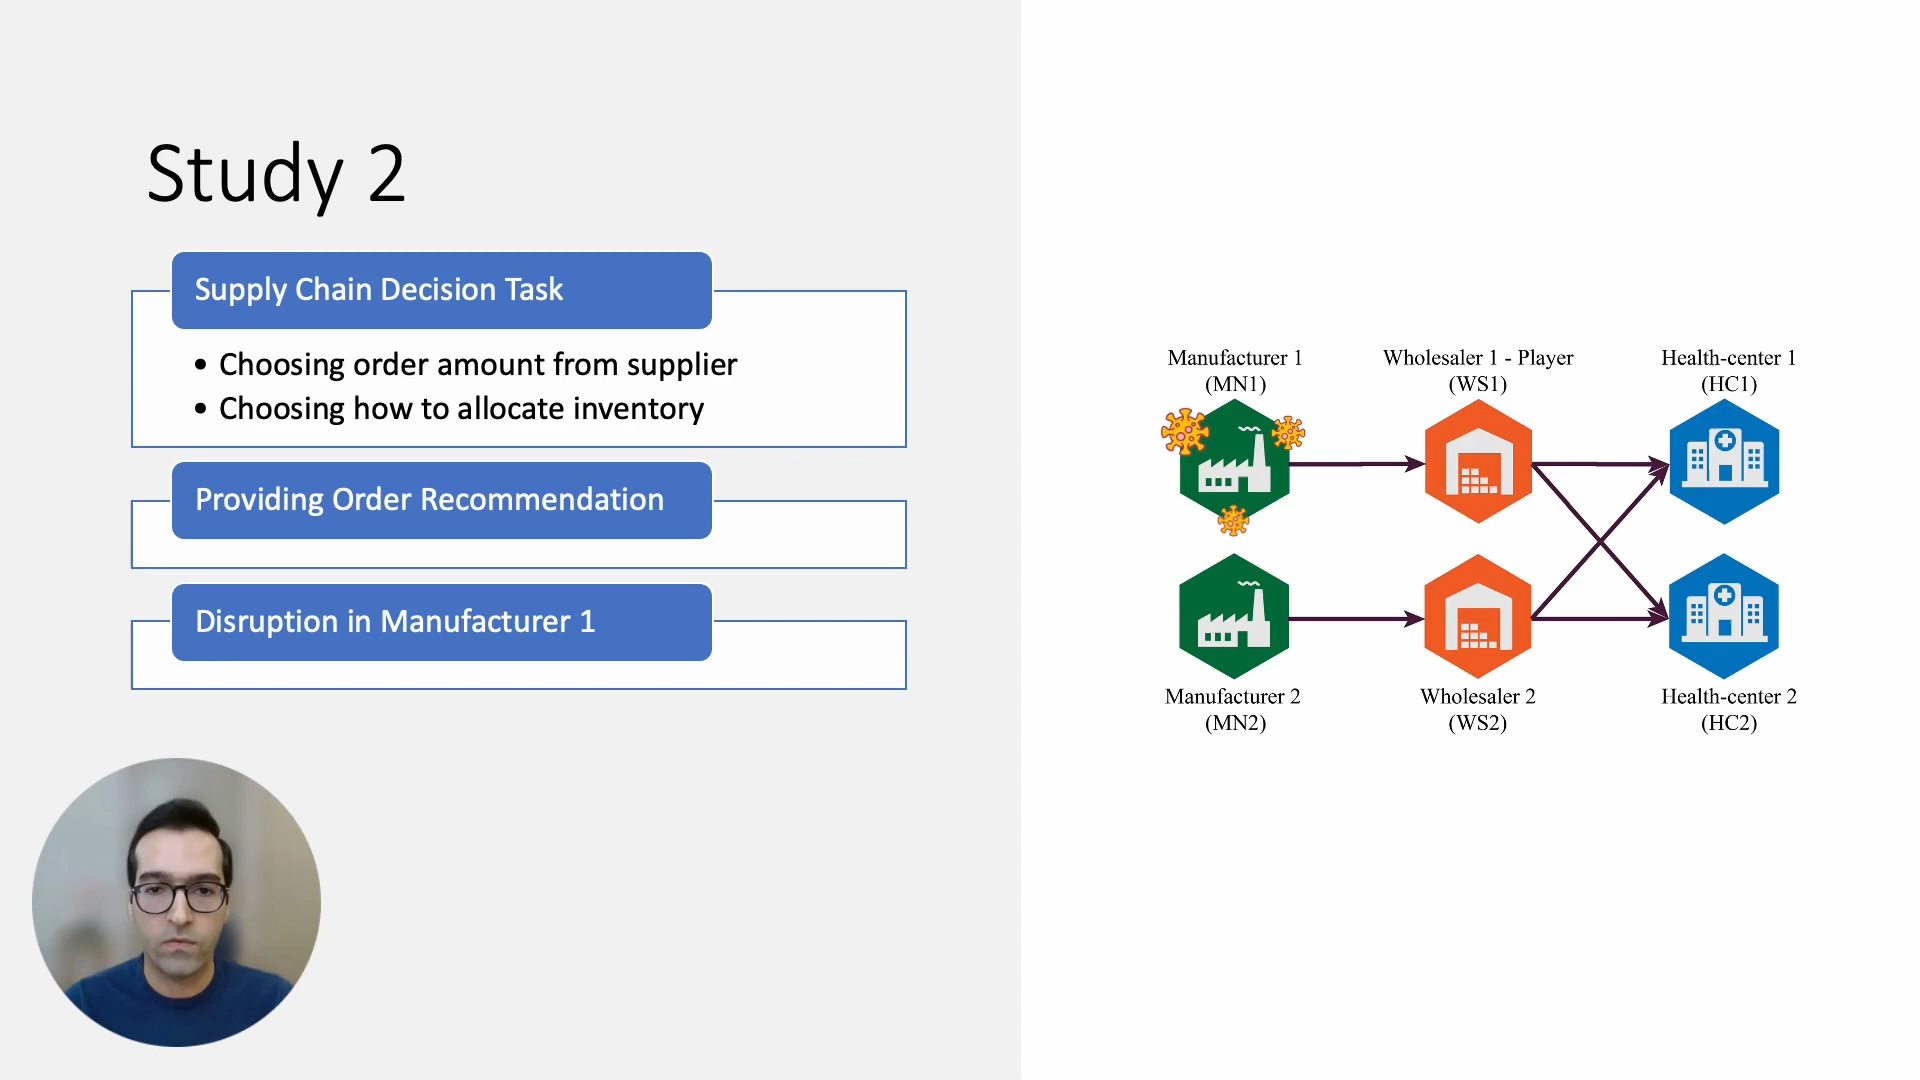 Study 2
Supply Chain Decision Task
• Choosing order amount from supplier
• Choosing how to allocate inventory
Providing Order Recommendation
Disruption in Manufacturer 1
Manufacturer 1
(MN1)
Wholesaler 1 - Player
(WS1)
Health-center 1
(HC1)
Manufacturer 2
(MN2)
Wholesaler 2
(WS2)
Health-center 2
(HC2)